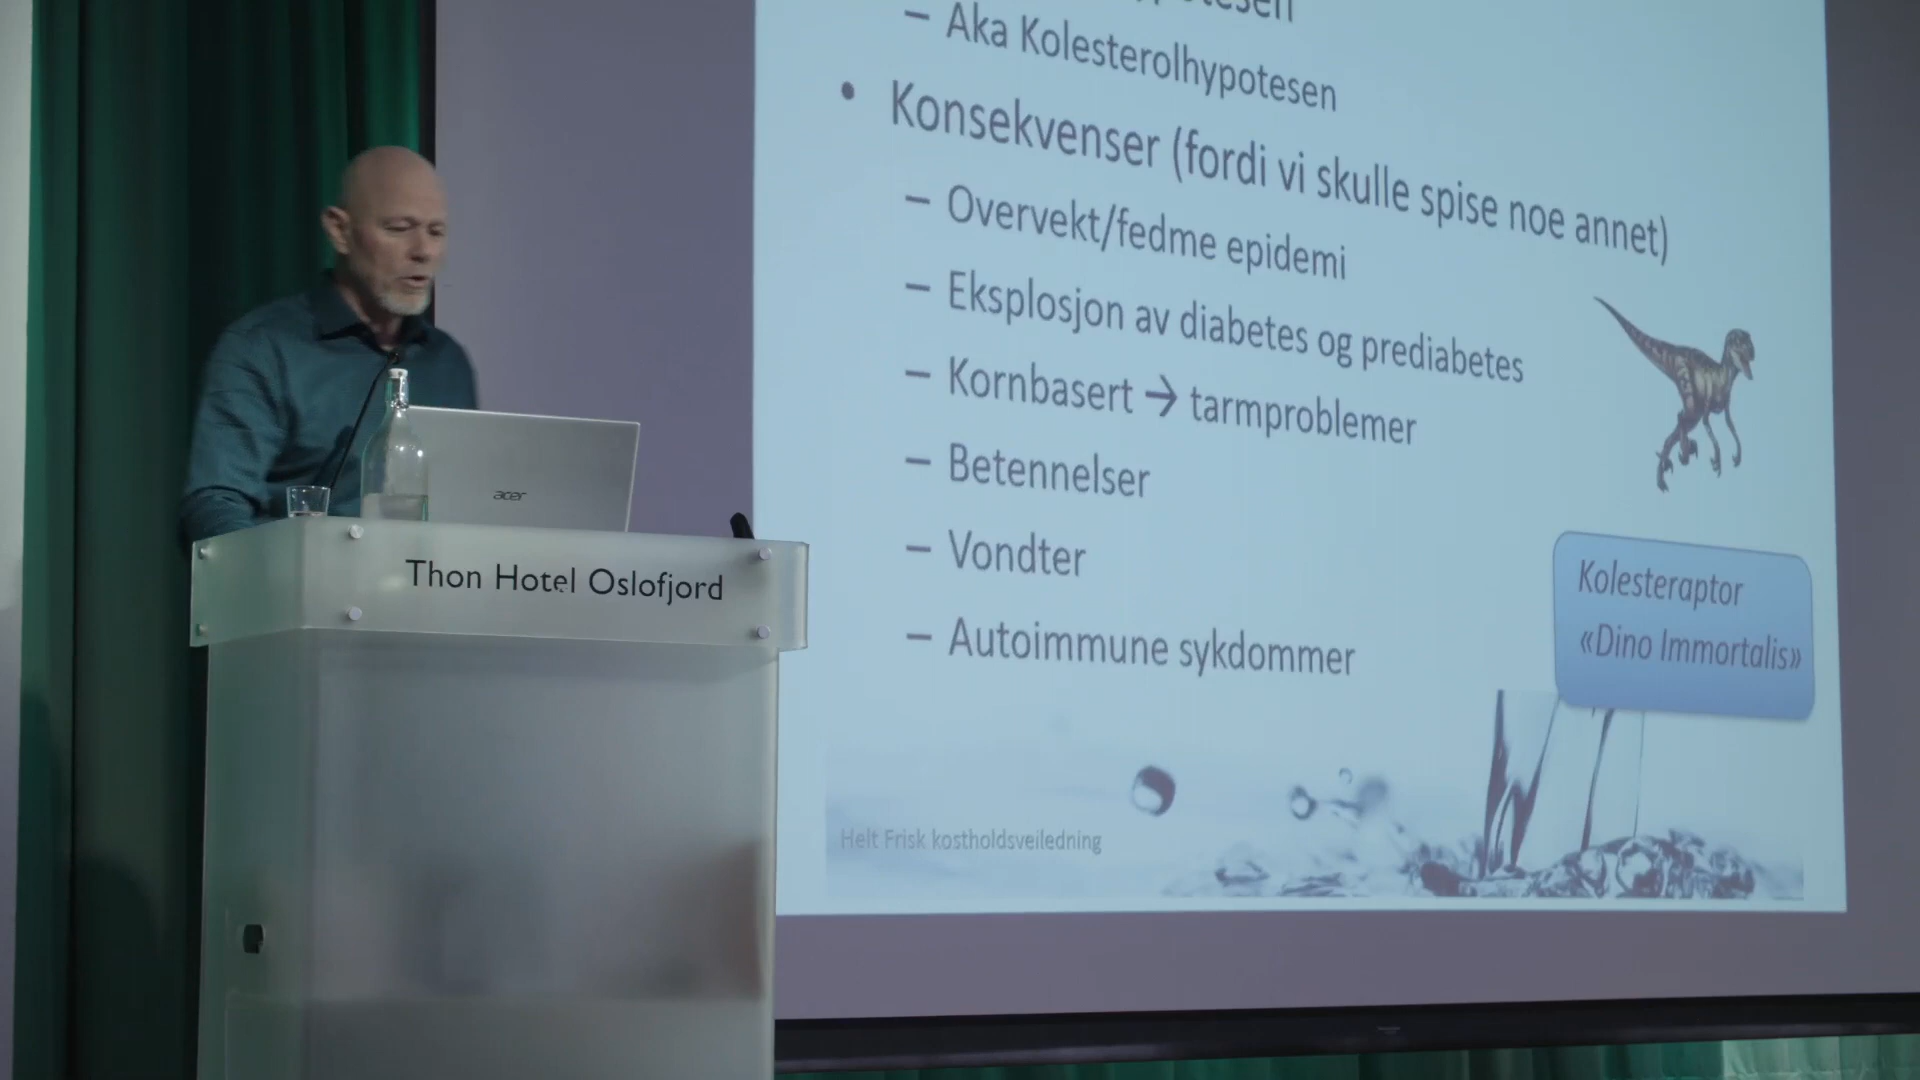 – Aka Kolesterolhypotesen
• Konsekvenser (fordi vi skulle spise noe annet)
– Overvekt/fedme epidemi
– Eksplosjon av diabetes og prediabetes
– Kornbasert → tarmproblemer
– Betennelser
– Vondter
– Autoimmune sykdommer
Kolesteraptor
«Dino Immortalis»
Helt Frisk kostholdsveiledning
acer
Thon Hotel Oslofjord